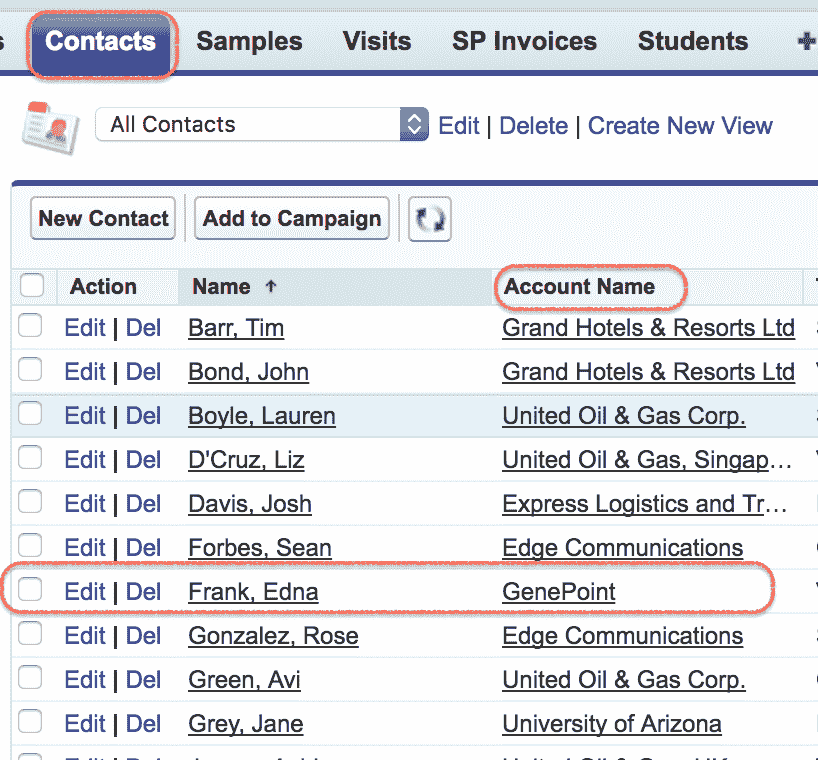 Contacts Samples Visits SP Invoices Students +
All Contacts Edit | Delete | Create New View
New Contact Add to Campaign
Action Name ↑ Account Name
Edit | Del Barr, Tim Grand Hotels & Resorts Ltd
Edit | Del Bond, John Grand Hotels & Resorts Ltd
Edit | Del Boyle, Lauren United Oil & Gas Corp.
Edit | Del D'Cruz, Liz United Oil & Gas, Singap...
Edit | Del Davis, Josh Express Logistics and Tr...
Edit | Del Forbes, Sean Edge Communications
Edit | Del Frank, Edna GenePoint
Edit | Del Gonzalez, Rose Edge Communications
Edit | Del Green, Avi United Oil & Gas Corp.
Edit | Del Grey, Jane University of Arizona